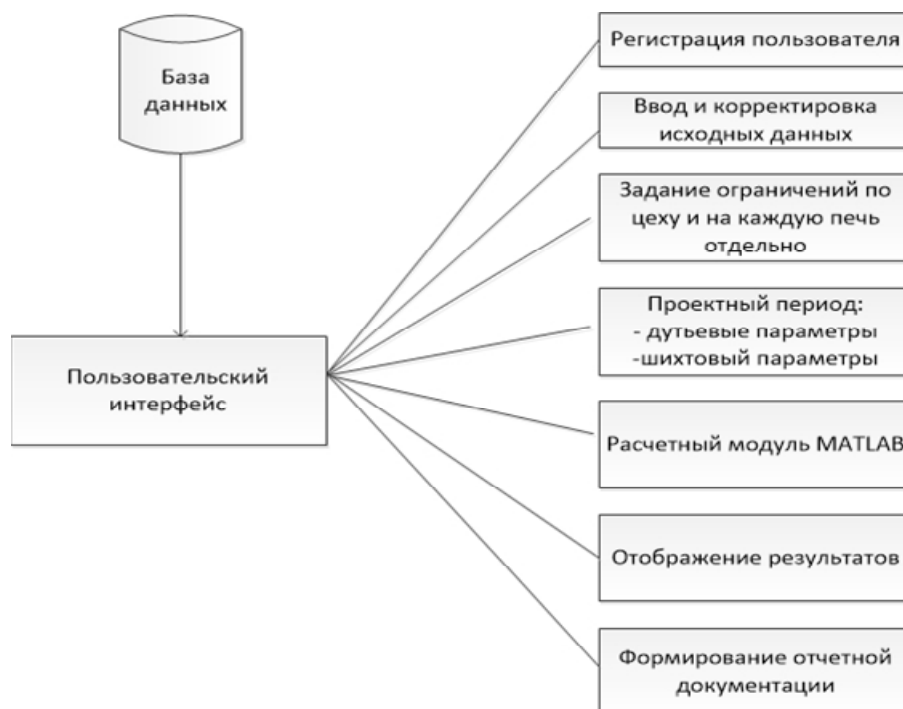 База
данных
Пользовательский
интерфейс
Регистрация пользователя
Ввод и корректировка
исходных данных
Задание ограничений по
цеху и на каждую печь
отдельно
Проектный период:
- дутьевые параметры
-шихтовый параметры
Расчетный модуль MATLAB
Отображение результатов
Формирование отчетной
документации